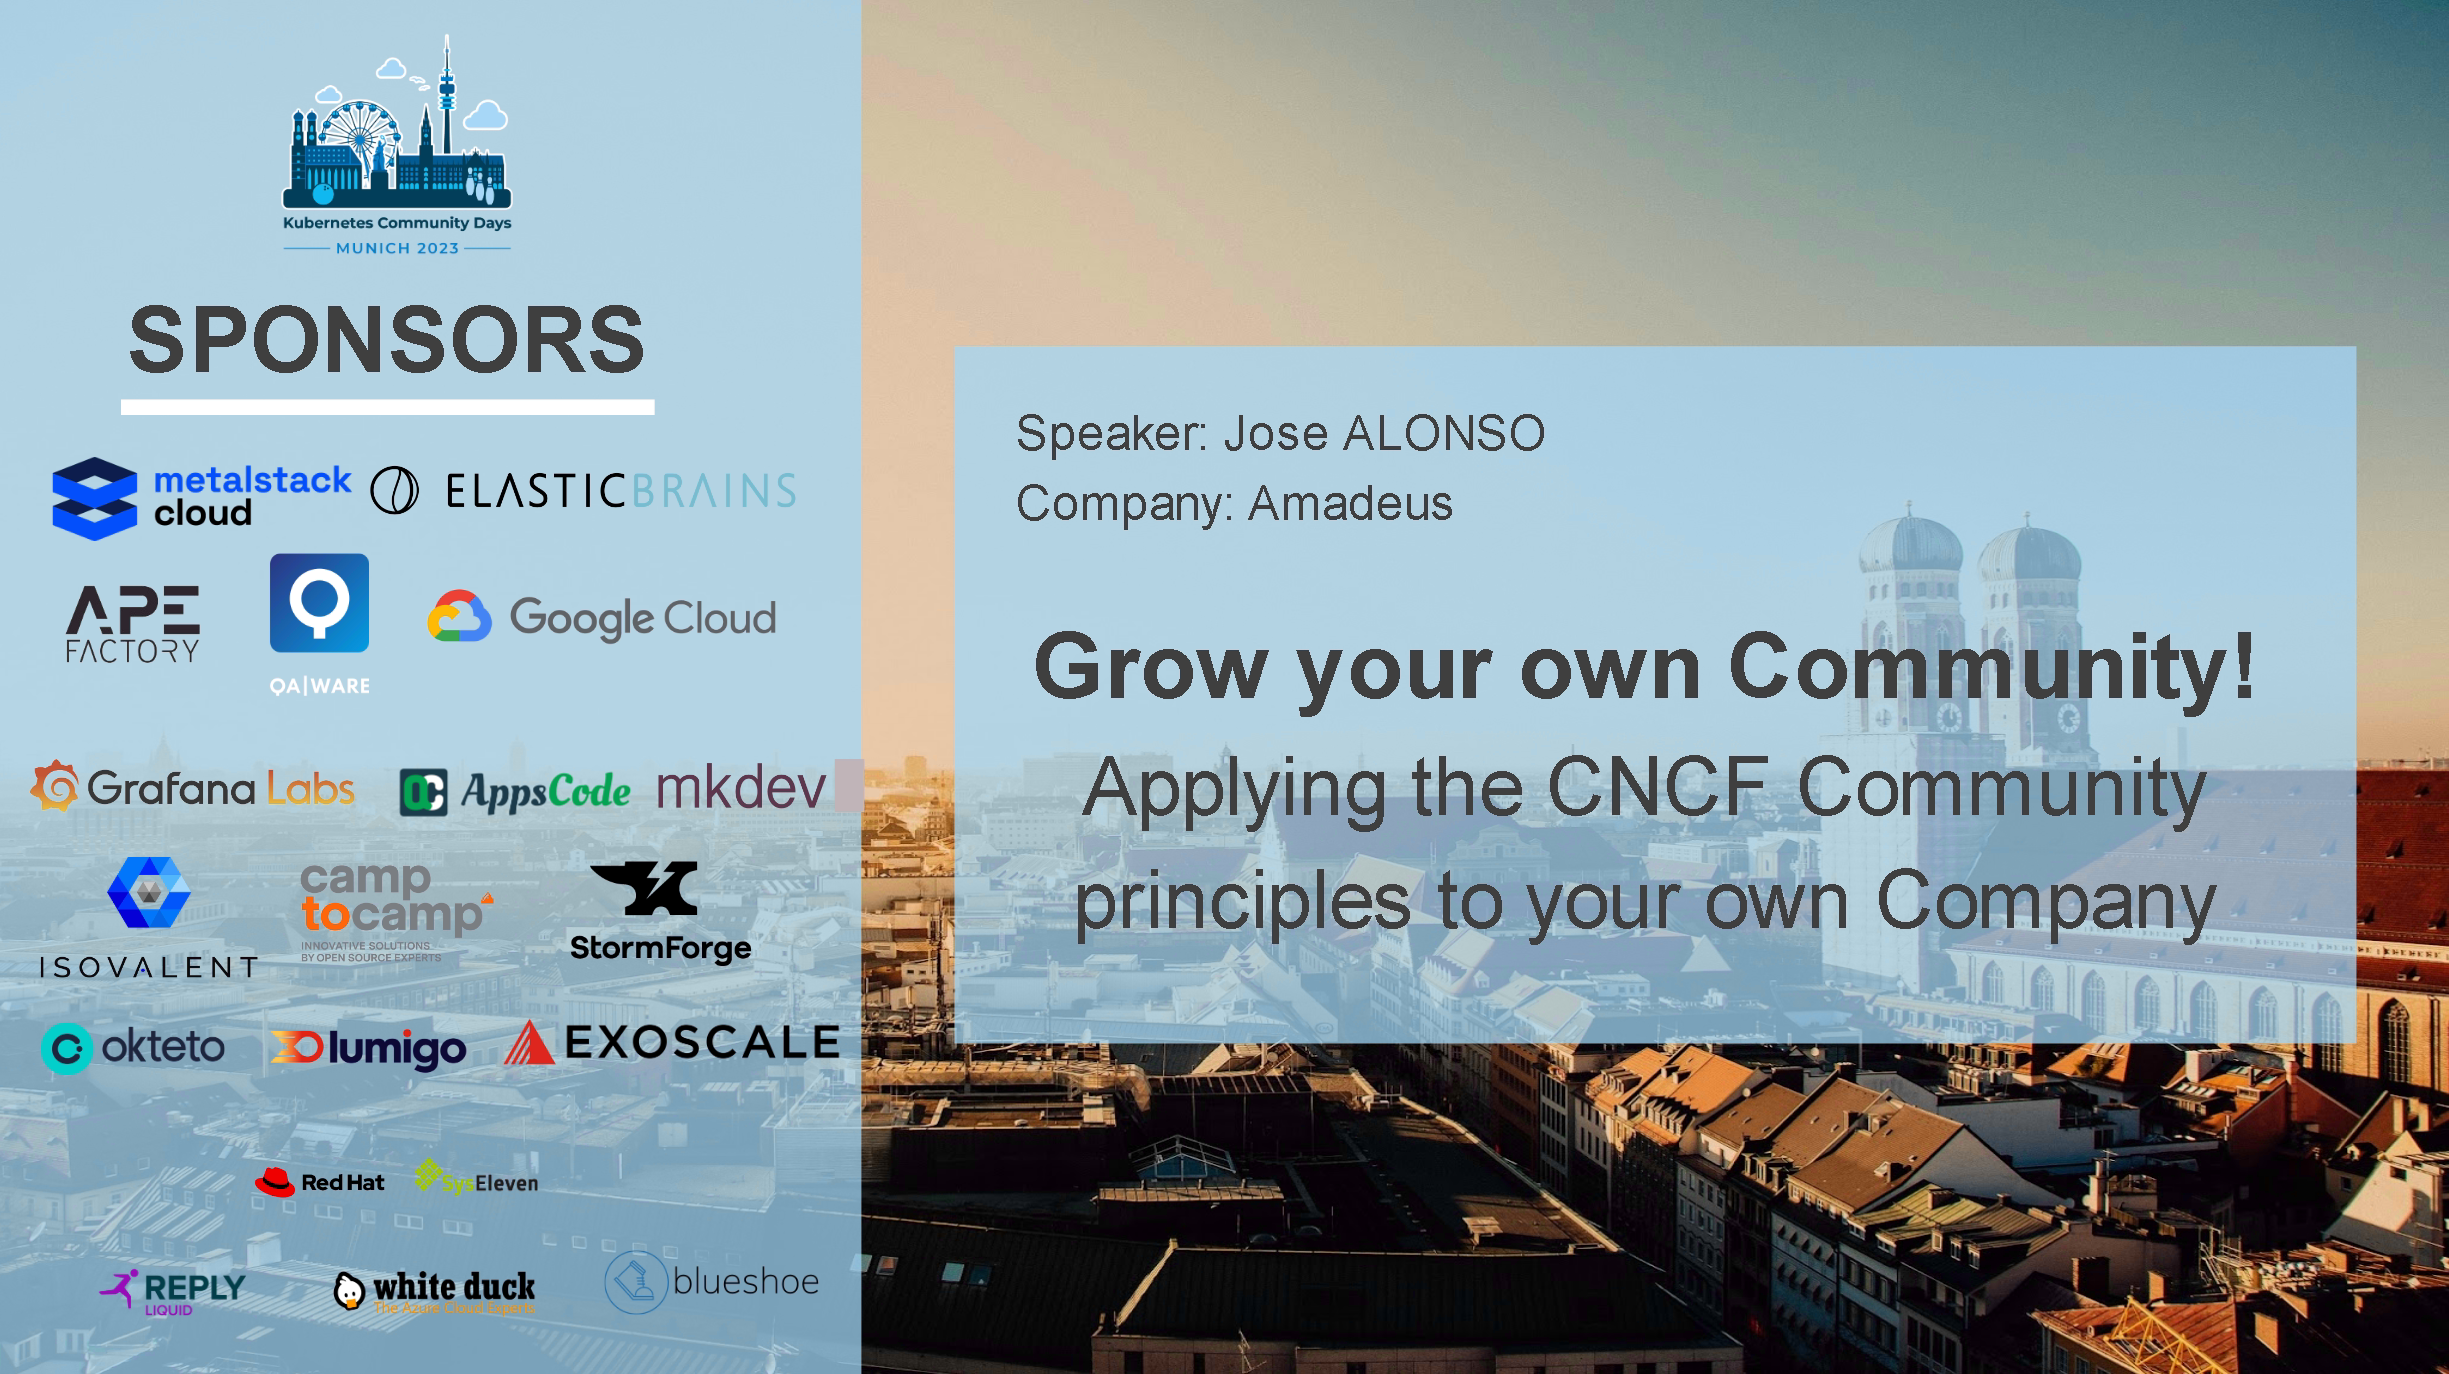 Kubernetes Community Days
MUNICH 2023
SPONSORS
metalstack
cloud
ELASTICBRAINS
APE
FACTORY
QA|WARE
Google Cloud
Grafana Labs
AppsCode
mkdev
ISOVALENT
camp
tocamp
INNOVATIVE SOLUTIONS
BY OPEN SOURCE EXPERTS
StormForge
okteto
lumigo
EXOSCALE
Red Hat
SysEleven
REPLY
LIQUID
white duck
The Azure Cloud Experts
blueshoe
Speaker: Jose ALONSO
Company: Amadeus
Grow your own Community!
Applying the CNCF Community
principles to your own Company